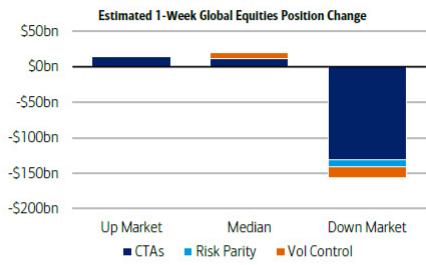 Estimated 1-Week Global Equities Position Change
$50bn
$0bn
-$50bn
-$100bn
-$150bn
-$200bn
Up Market Median Down Market
CTAs Risk Parity Vol Control